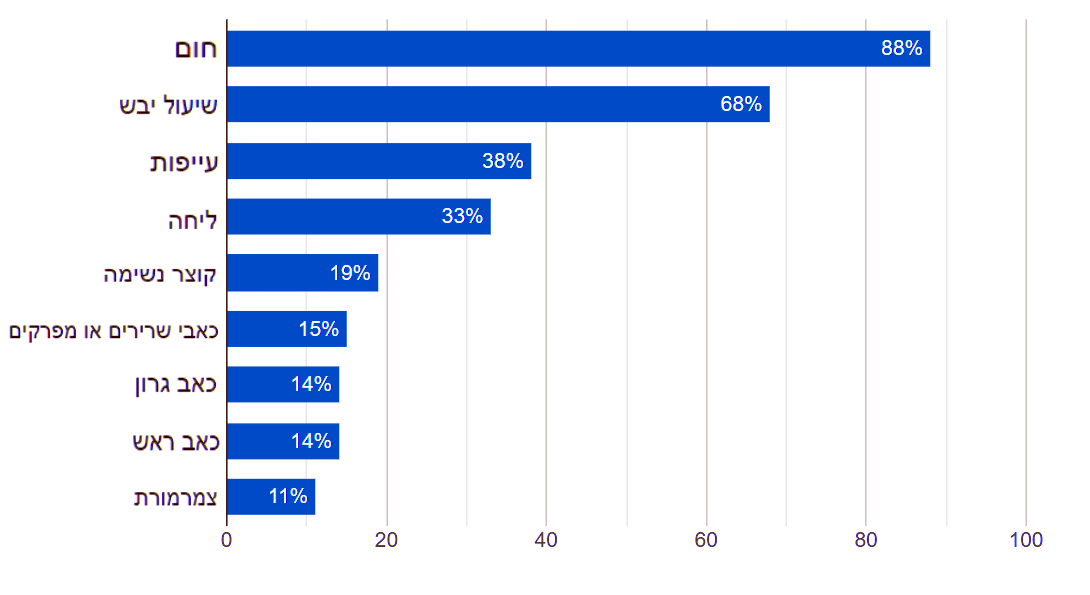 חום 88%
שיעול יבש 68%
עייפות 38%
ליחה 33%
קוצר נשימה 19%
כאבי שרירים או מפרקים 15%
כאב גרון 14%
כאב ראש 14%
צמרמורת 11%
0 20 40 60 80 100